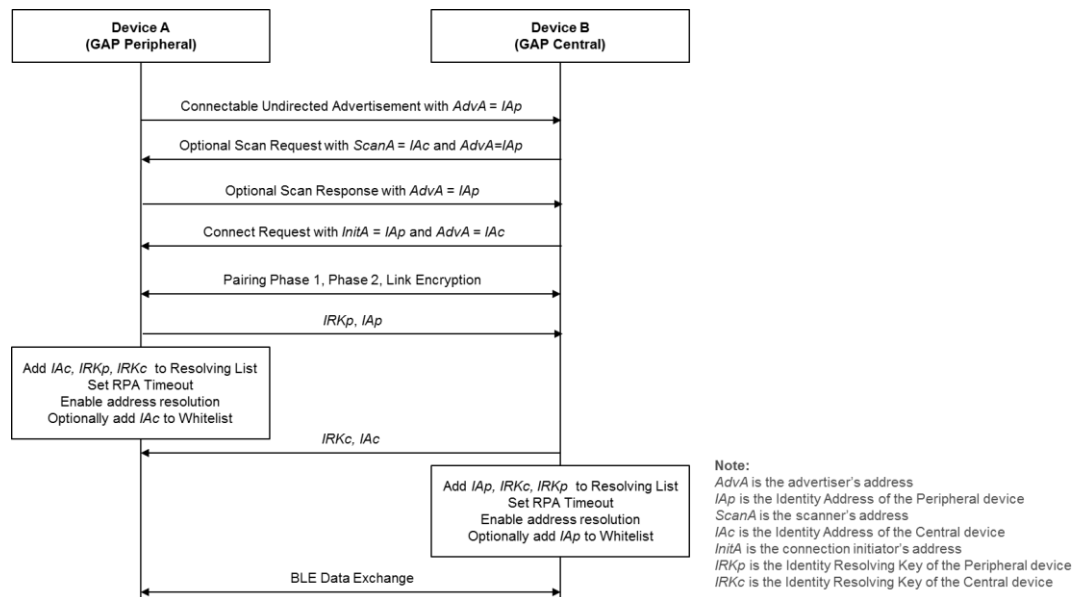 Device A
(GAP Peripheral)
Device B
(GAP Central)
Connectable Undirected Advertisement with AdvA = IAp
Optional Scan Request with ScanA = IAc and AdvA=IAp
Optional Scan Response with AdvA = IAp
Connect Request with InitA = IAp and AdvA = IAc
Pairing Phase 1, Phase 2, Link Encryption
IRKp, IAp
Add IAc, IRKp, IRKc to Resolving List
Set RPA Timeout
Enable address resolution
Optionally add IAc to Whitelist
IRKc, IAc
Add IAp, IRKc, IRKp to Resolving List
Set RPA Timeout
Enable address resolution
Optionally add IAp to Whitelist
BLE Data Exchange
Note:
AdvA is the advertiser's address
IAp is the Identity Address of the Peripheral device
ScanA is the scanner's address
IAc is the Identity Address of the Central device
InitA is the connection initiator's address
IRKp is the Identity Resolving Key of the Peripheral device
IRKc is the Identity Resolving Key of the Central device